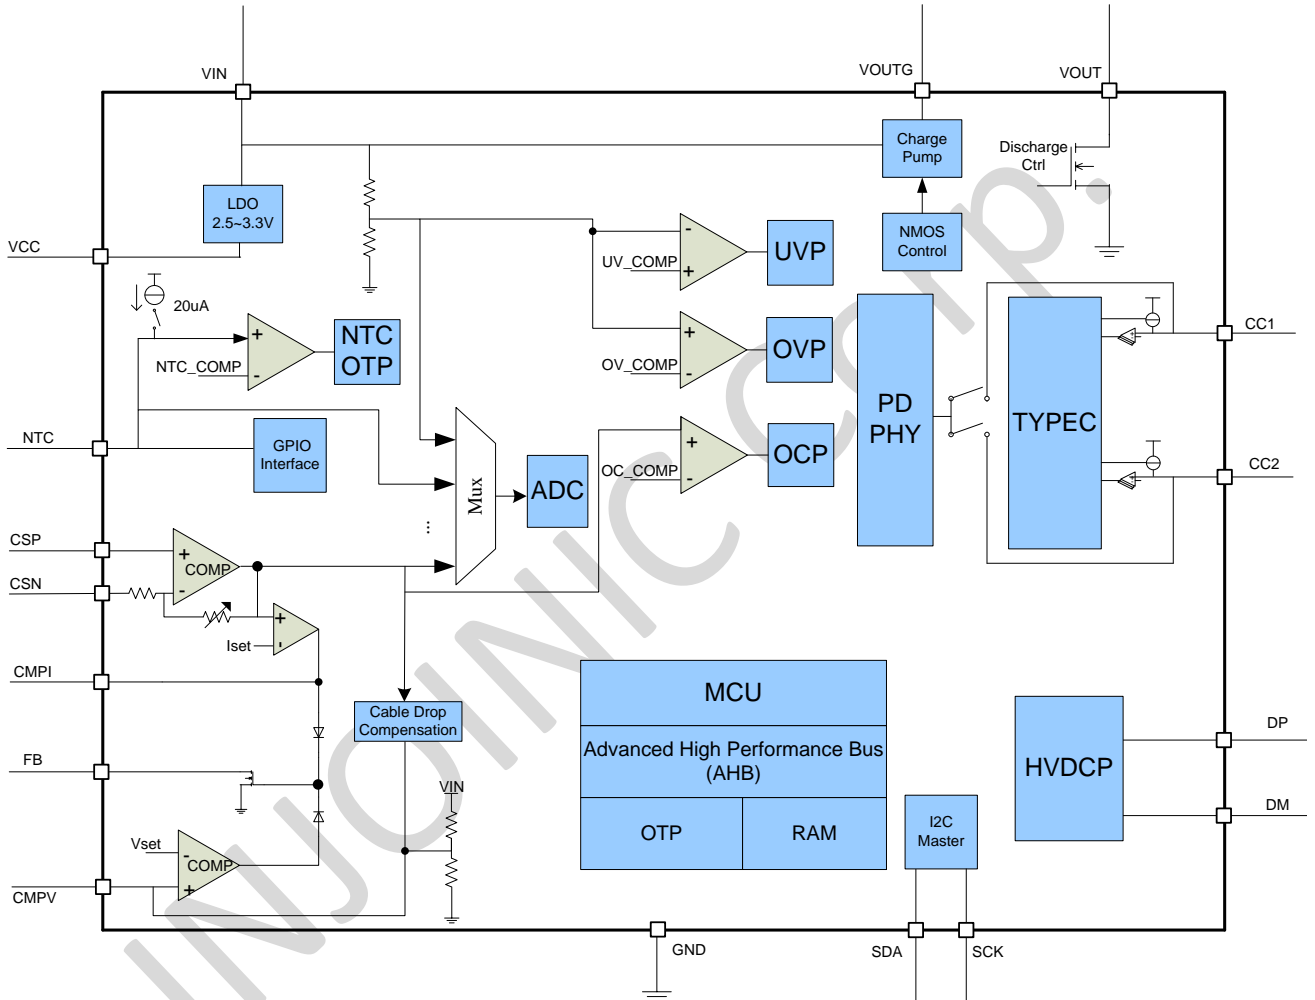 VIN
VOUTG
VOUT
Charge
Pump
Discharge
Ctrl
LDO
2.5~3.3V
NMOS
Control
VCC
UV_COMP
-
+
UVP
20uA
NTC_COMP
+
-
NTC
OTP
OV_COMP
+
-
OVP
PD
PHY
TYPEC
CC1
CC2
NTC
GPIO
Interface
Mux
...
ADC
OC_COMP
+
-
OCP
CSP
CSN
+
-
COMP
Iset
+
-
CMPI
Cable Drop
Compensation
FB
VIN
Vset
-
+
COMP
CMPV
MCU
Advanced High Performance Bus
(AHB)
OTP
RAM
I2C
Master
HVDCP
DP
DM
GND
SDA
SCK
INJOINIC Corp.